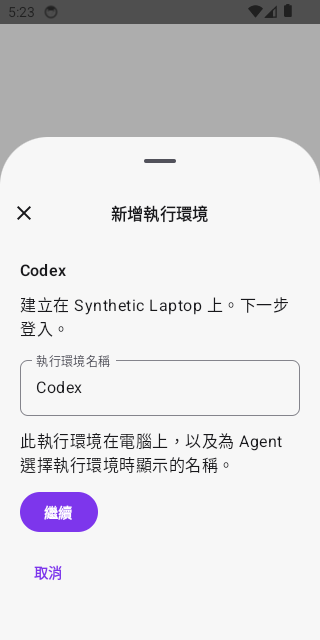 5:23
新增執行環境
Codex
建立在 Synthetic Laptop 上。下一步
登入。
執行環境名稱
Codex
此執行環境在電腦上，以及為 Agent
選擇執行環境時顯示的名稱。
繼續
取消